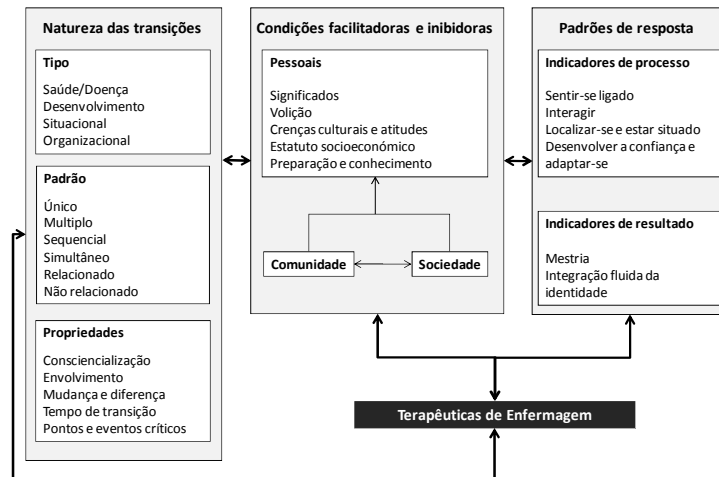 Natureza das transições
Tipo
Saúde/Doença
Desenvolvimento
Situacional
Organizacional
Padrão
Único
Multiplo
Sequencial
Simultâneo
Relacionado
Não relacionado
Propriedades
Consciencialização
Envolvimento
Mudança e diferença
Tempo de transição
Pontos e eventos críticos
Condições facilitadoras e inibidoras
Pessoais
Significados
Volição
Crenças culturais e atitudes
Estatuto socioeconómico
Preparação e conhecimento
Comunidade
Sociedade
Padrões de resposta
Indicadores de processo
Sentir-se ligado
Interagir
Localizar-se e estar situado
Desenvolver a confiança e
adaptar-se
Indicadores de resultado
Mestria
Integração fluida da
identidade
Terapêuticas de Enfermagem